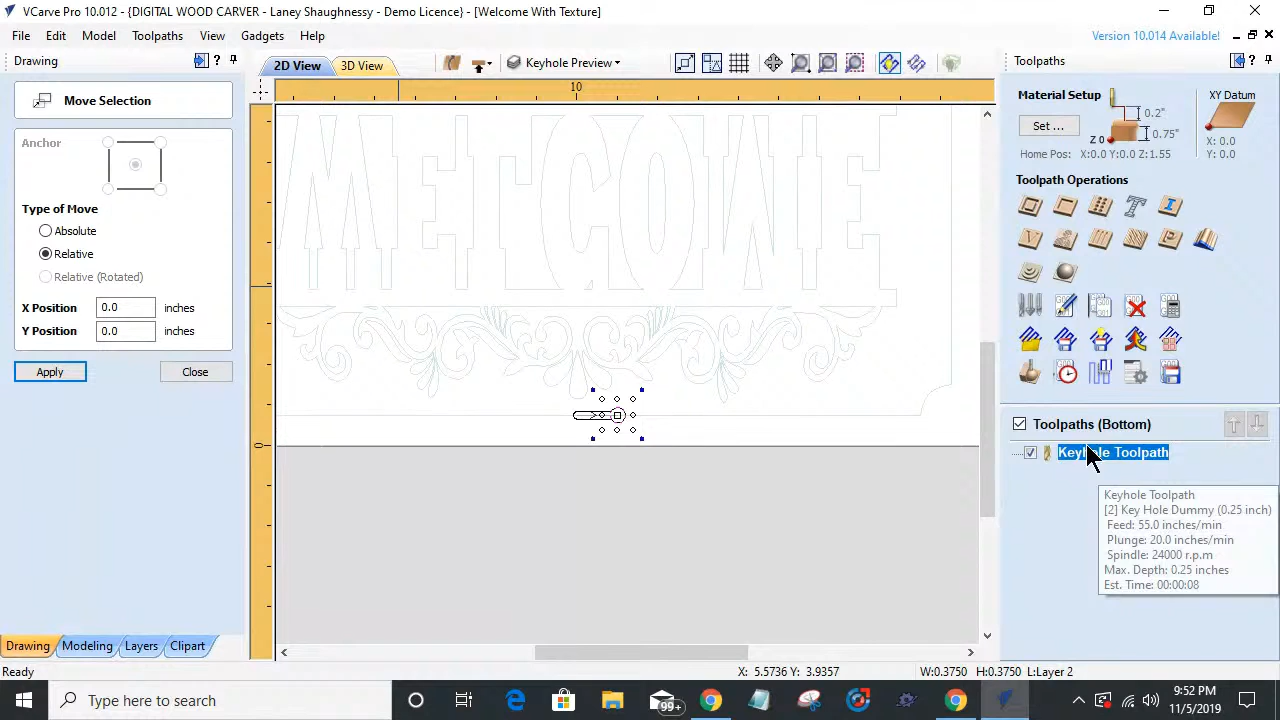 VCarve Pro 10.012 - {DIGITAL WOOD CARVER - Laney Shaughnessy - Demo Licence} - [Welcome With Texture]
File Edit Model Toolpaths View Gadgets Help
Version 10.014 Available!
Drawing
2D View
3D View
Keyhole Preview
Toolpaths
Move Selection
Anchor
Type of Move
Absolute
Relative
Relative (Rotated)
X Position 0.0 inches
Y Position 0.0 inches
Apply
Close
10
0
WELCOME
Material Setup
Set ...
0.2"
0.75"
Z 0
Home Pos: X:0.0 Y:0.0 Z:1.55
XY Datum
X: 0.0
Y: 0.0
Toolpath Operations
Toolpaths (Bottom)
Keyhole Toolpath
Keyhole Toolpath
[2] Key Hole Dummy (0.25 inch)
Feed: 55.0 inches/min
Plunge: 20.0 inches/min
Spindle: 24000 r.p.m
Max. Depth: 0.25 inches
Est. Time: 00:00:08
Drawing
Modeling
Layers
Clipart
Ready
X: 5.5736 Y: 3.9357
W:0.3750 H:0.3750 L:Layer 2
Type here to search
99+
9:52 PM
11/5/2019